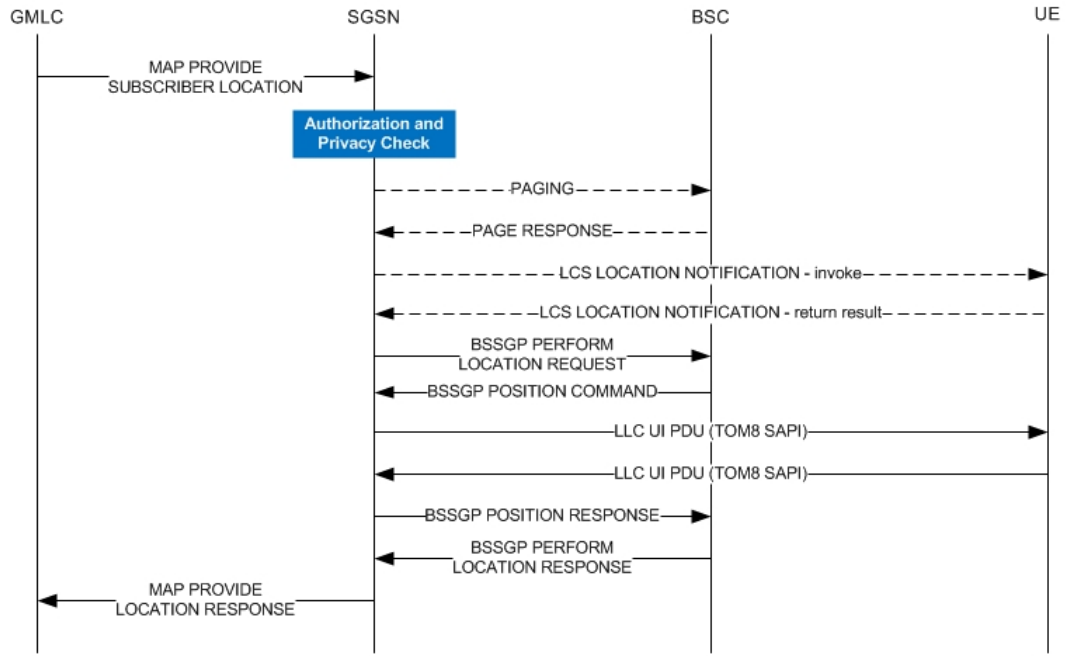 GMLC
SGSN
BSC
UE
MAP PROVIDE
SUBSCRIBER LOCATION
Authorization and
Privacy Check
PAGING
PAGE RESPONSE
LCS LOCATION NOTIFICATION - invoke
LCS LOCATION NOTIFICATION - return result
BSSGP PERFORM
LOCATION REQUEST
BSSGP POSITION COMMAND
LLC UI PDU (TOM8 SAPI)
LLC UI PDU (TOM8 SAPI)
BSSGP POSITION RESPONSE
BSSGP PERFORM
LOCATION RESPONSE
MAP PROVIDE
LOCATION RESPONSE